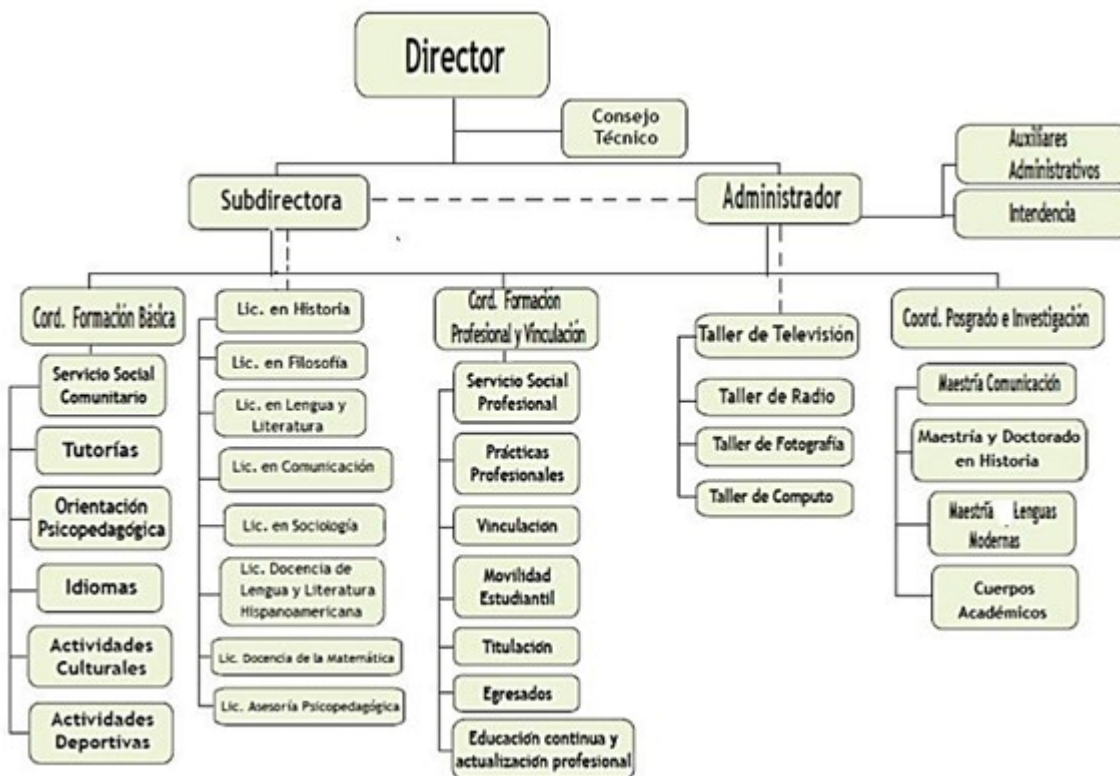 Director
Consejo
Técnico
Auxiliares
Administrativos
Intendencia
Subdirectora
Administrador
Cord. Formación Básica
Servicio Social
Comunitario
Tutorías
Orientación
Psicopedagógica
Idiomas
Actividades
Culturales
Actividades
Deportivas
Lic. en Historia
Lic. en Filosofía
Lic. en Lengua y
Literatura
Lic. en Comunicación
Lic. en Sociología
Lic. Docencia de
Lengua y Literatura
Hispanoamericana
Lic. Docencia de la Matemática
Lic. Asesoría Psicopedagógica
Cord. Formación
Profesional y Vinculación
Servicio Social
Profesional
Prácticas
Profesionales
Vinculación
Movilidad
Estudiantil
Titulación
Egresados
Educación continua y
actualización profesional
Taller de Televisión
Taller de Radio
Taller de Fotografía
Taller de Computo
Coord. Posgrado e Investigación
Maestría Comunicación
Maestría y Doctorado
en Historia
Maestría Lenguas
Modernas
Cuerpos
Académicos